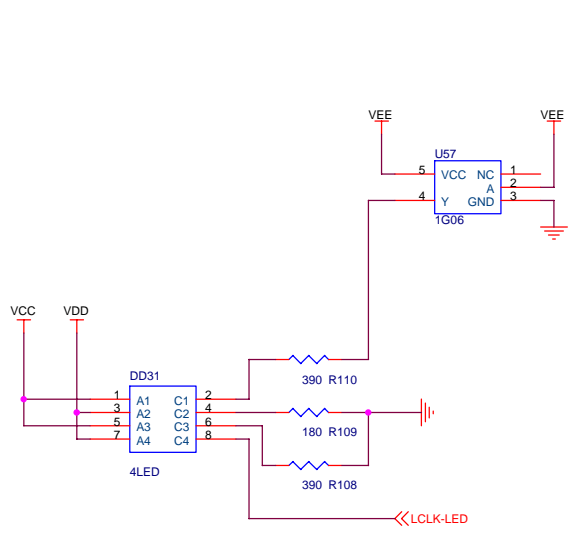 VEE
VEE
U57
5 VCC NC 1
A 2
4 Y GND 3
1G06
VCC
VDD
DD31
390 R110
1 A1 C1 2
3 A2 C2 4
5 A3 C3 6
7 A4 C4 8
180 R109
4LED
390 R108
LCLK-LED